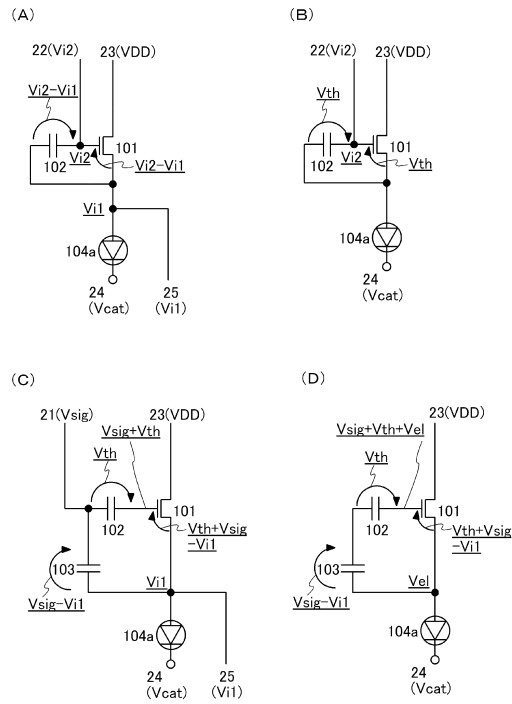 (A)
22(Vi2) 23(VDD)
Vi2−Vi1
101
102
Vi2
Vi2−Vi1
Vi1
104a
24
(Vcat)
25
(Vi1)
(B)
22(Vi2) 23(VDD)
Vth
101
102
Vi2
Vth
104a
24
(Vcat)
(C)
21(Vsig) 23(VDD)
Vsig+Vth
Vth
101
102
Vth+Vsig
−Vi1
103
Vi1
Vsig−Vi1
104a
24
(Vcat)
25
(Vi1)
(D)
23(VDD)
Vsig+Vth+Vel
Vth
101
102
Vth+Vsig
−Vi1
103
Vel
Vsig−Vi1
104a
24
(Vcat)